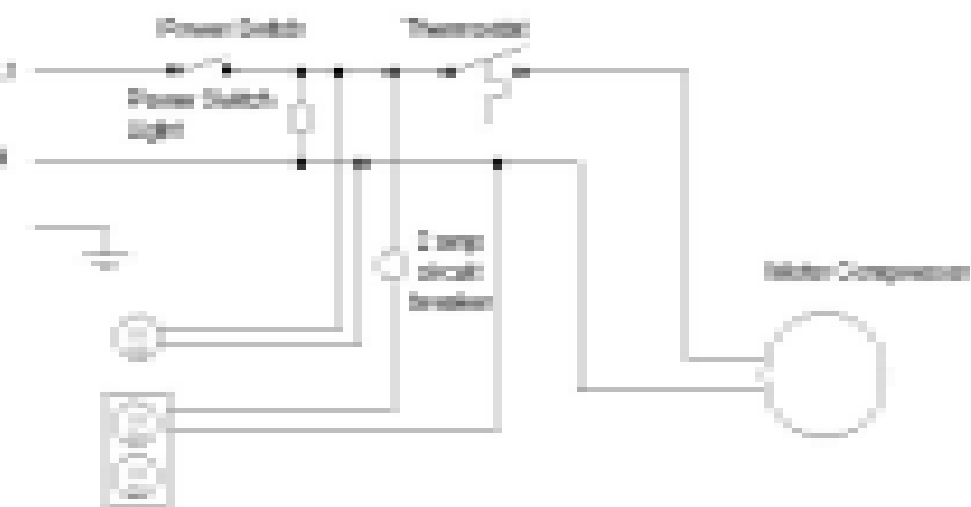 Power Switch
Thermostat
Power Switch
Light
2 amp
circuit
breaker
Motor Compressor